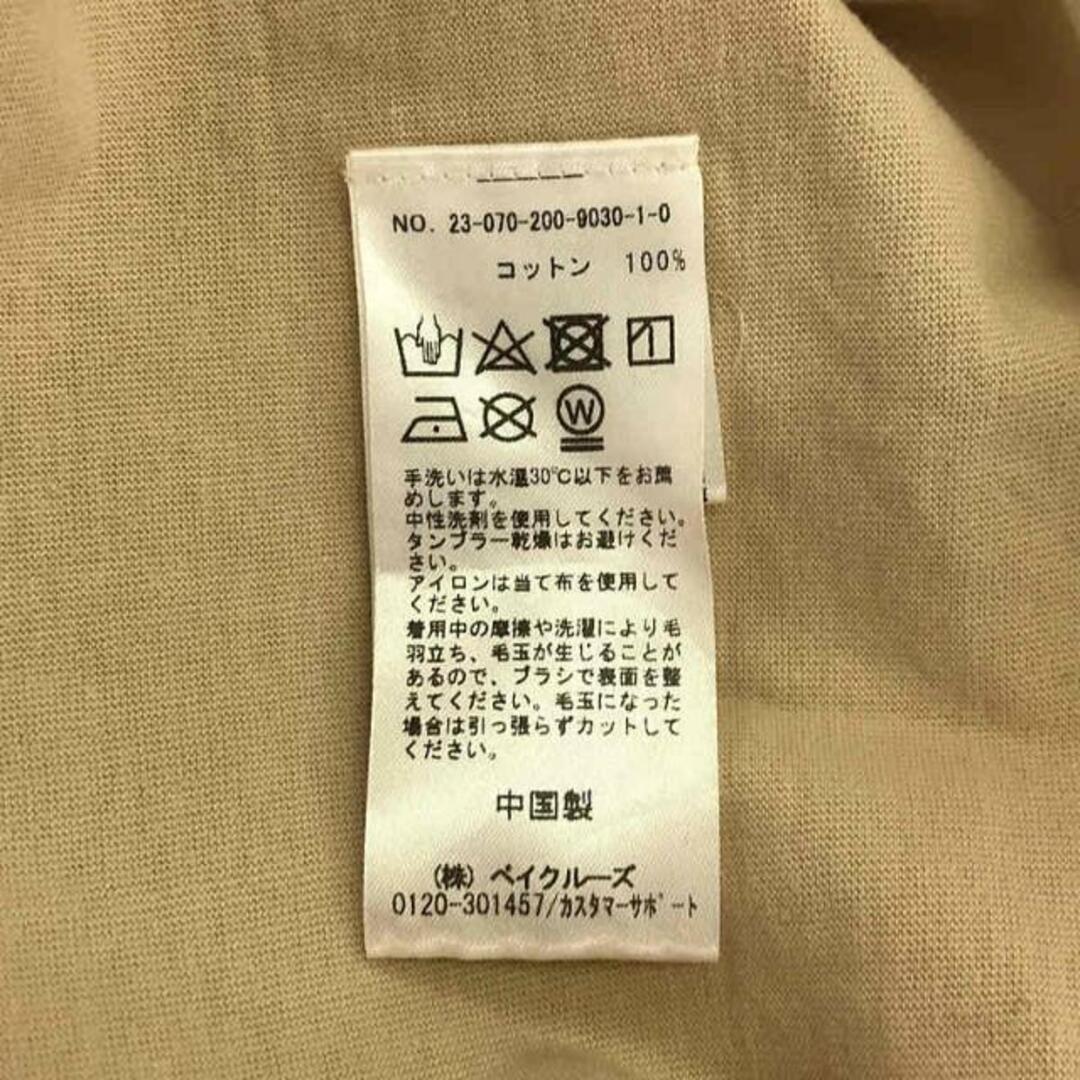 NO. 23-070-200-9030-1-0
コットン 100%
W
手洗いは水温30℃以下をお薦
めします。
中性洗剤を使用してください。
タンブラー乾燥はお避けくだ
さい。
アイロンは当て布を使用して
ください。
着用中の摩擦や洗濯により毛
羽立ち、毛玉が生じることが
あるので、ブラシで表面を整
えてください。毛玉になった
場合は引っ張らずカットして
ください。
中国製
(株) ベイクルーズ
0120-301457/カスタマーサポート